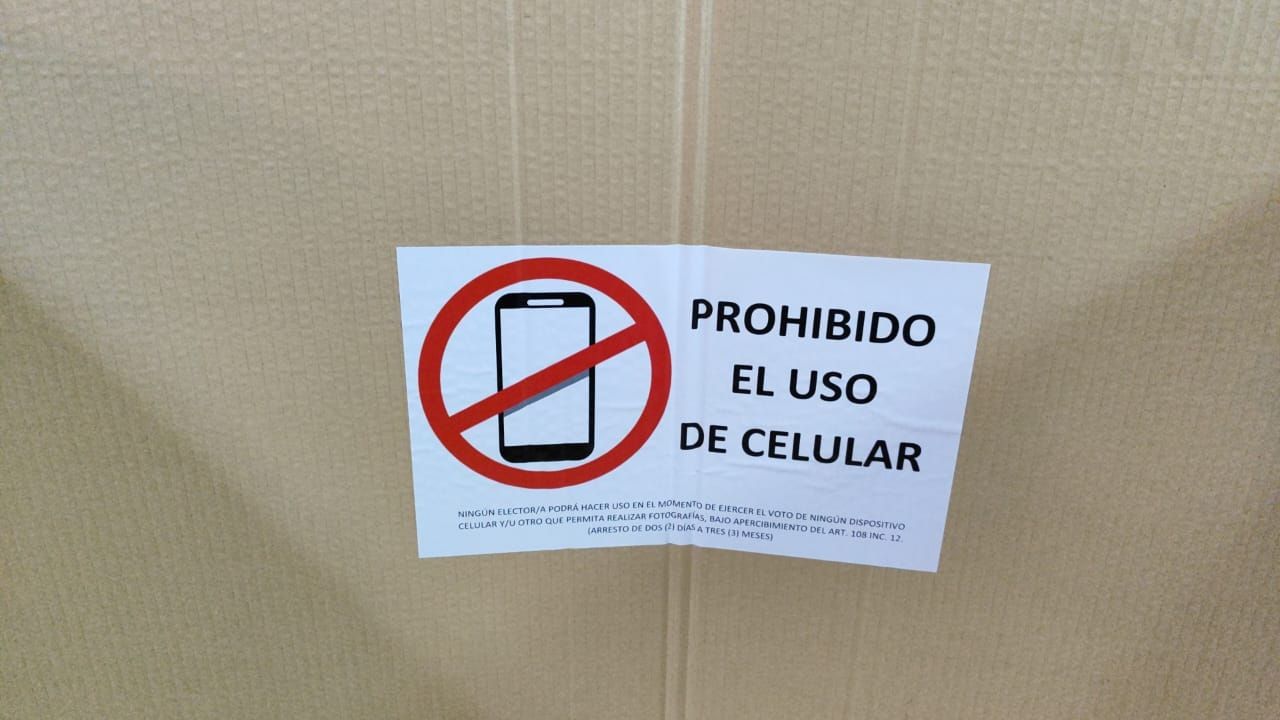 PROHIBIDO
EL USO
DE CELULAR
NINGÚN ELECTOR/A PODRÁ HACER USO EN EL MOMENTO DE EJERCER EL VOTO DE NINGÚN DISPOSITIVO
CELULAR Y/U OTRO QUE PERMITA REALIZAR FOTOGRAFÍAS, BAJO APERCIBIMIENTO DEL ART. 108 INC. 12.
(ARRESTO DE DOS (2) DÍAS A TRES (3) MESES)